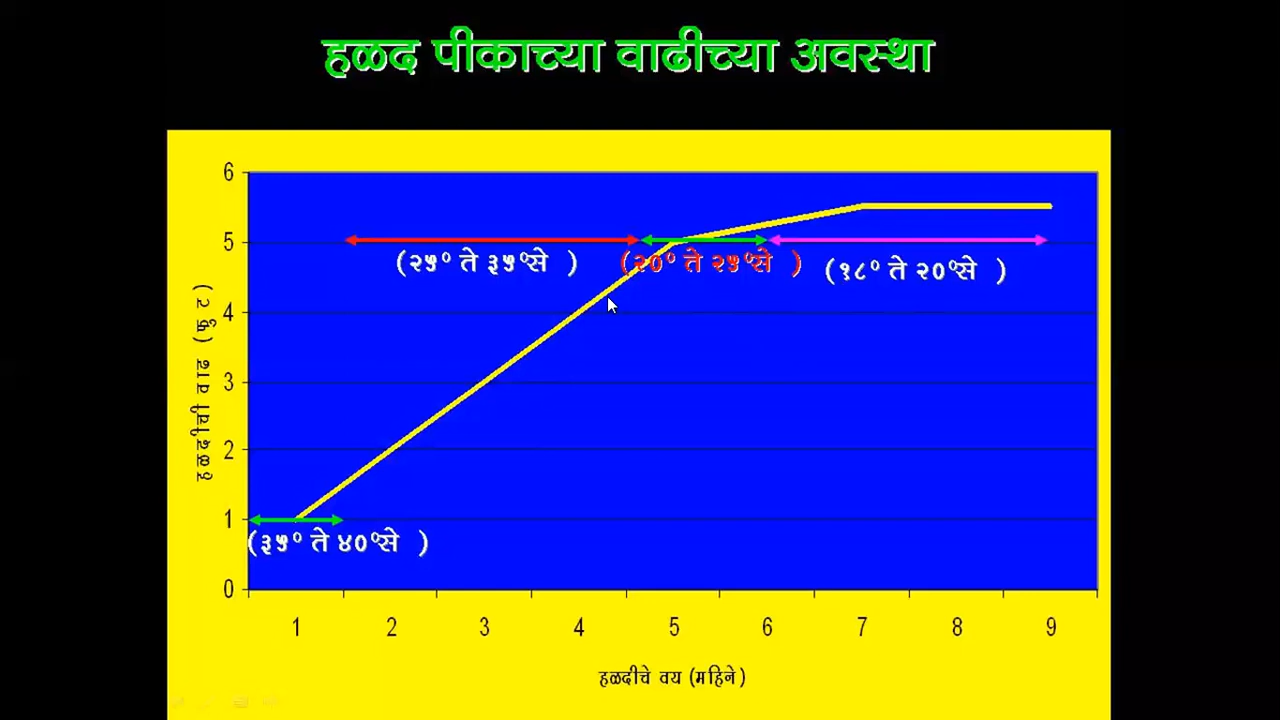 हळद पीकाच्या वाढीच्या अवस्था
6
5
4
3
2
1
0
हळदीची वाढ (फुट)
(२५° ते ३५°से )
(२०° ते २५°से )
(१८° ते २०°से )
(३५° ते ४०°से )
1 2 3 4 5 6 7 8 9
हळदीचे वय (महिने)